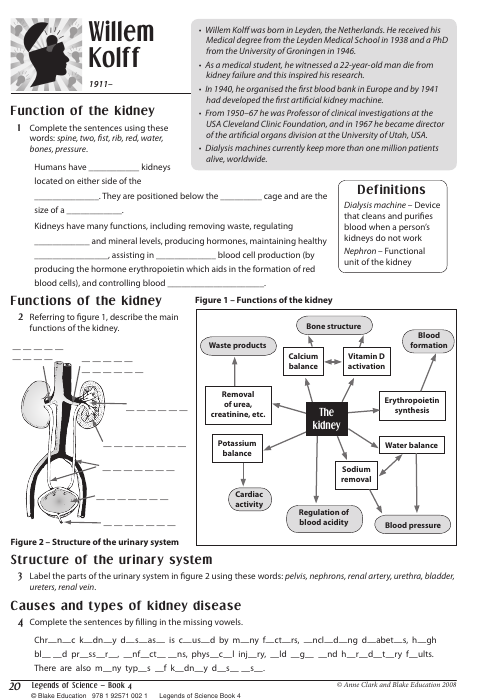 Willem
Kolff
1911–
• Willem Kolff was born in Leyden, the Netherlands. He received his
Medical degree from the Leyden Medical School in 1938 and a PhD
from the University of Groningen in 1946.
• As a medical student, he witnessed a 22-year-old man die from
kidney failure and this inspired his research.
• In 1940, he organised the first blood bank in Europe and by 1941
had developed the first artificial kidney machine.
• From 1950–67 he was Professor of clinical investigations at the
USA Cleveland Clinic Foundation, and in 1967 he became director
of the artificial organs division at the University of Utah, USA.
• Dialysis machines currently keep more than one million patients
alive, worldwide.
Function of the kidney
1 Complete the sentences using these
words: spine, two, fist, rib, red, water,
bones, pressure.
Humans have ____________ kidneys
located on either side of the
_______________. They are positioned below the __________ cage and are the
size of a _____________.
Kidneys have many functions, including removing waste, regulating
_____________ and mineral levels, producing hormones, maintaining healthy
_________________, assisting in ______________ blood cell production (by
producing the hormone erythropoietin which aids in the formation of red
blood cells), and controlling blood _______________________.
Definitions
Dialysis machine – Device
that cleans and purifies
blood when a person's
kidneys do not work
Nephron – Functional
unit of the kidney
Functions of the kidney
2 Referring to figure 1, describe the main
functions of the kidney.
Figure 1 – Functions of the kidney
Bone structure
Blood
formation
Waste products
Calcium
balance
Vitamin D
activation
Removal
of urea,
creatinine, etc.
Erythropoietin
synthesis
The
kidney
Potassium
balance
Water balance
Sodium
removal
Cardiac
activity
Regulation of
blood acidity
Blood pressure
Figure 2 – Structure of the urinary system
Structure of the urinary system
3 Label the parts of the urinary system in figure 2 using these words: pelvis, nephrons, renal artery, urethra, bladder,
ureters, renal vein.
Causes and types of kidney disease
4 Complete the sentences by filling in the missing vowels.
Chr__n__c k__dn__y d__s__as__ is c__us__d by m__ny f__ct__rs, __ncl__d__ng d__abet__s, h__gh
bl__ __d pr__ss__r__, __nf__ct__ __ns, phys__c__l inj__ry, __ld __g__ __nd h__r__d__t__ry f__ults.
There are also m__ny typ__s __f k__dn__y d__s__ __s__.
20 Legends of Science — Book 4
© Anne Clark and Blake Education 2008
© Blake Education 978 1 92571 002 1 Legends of Science Book 4